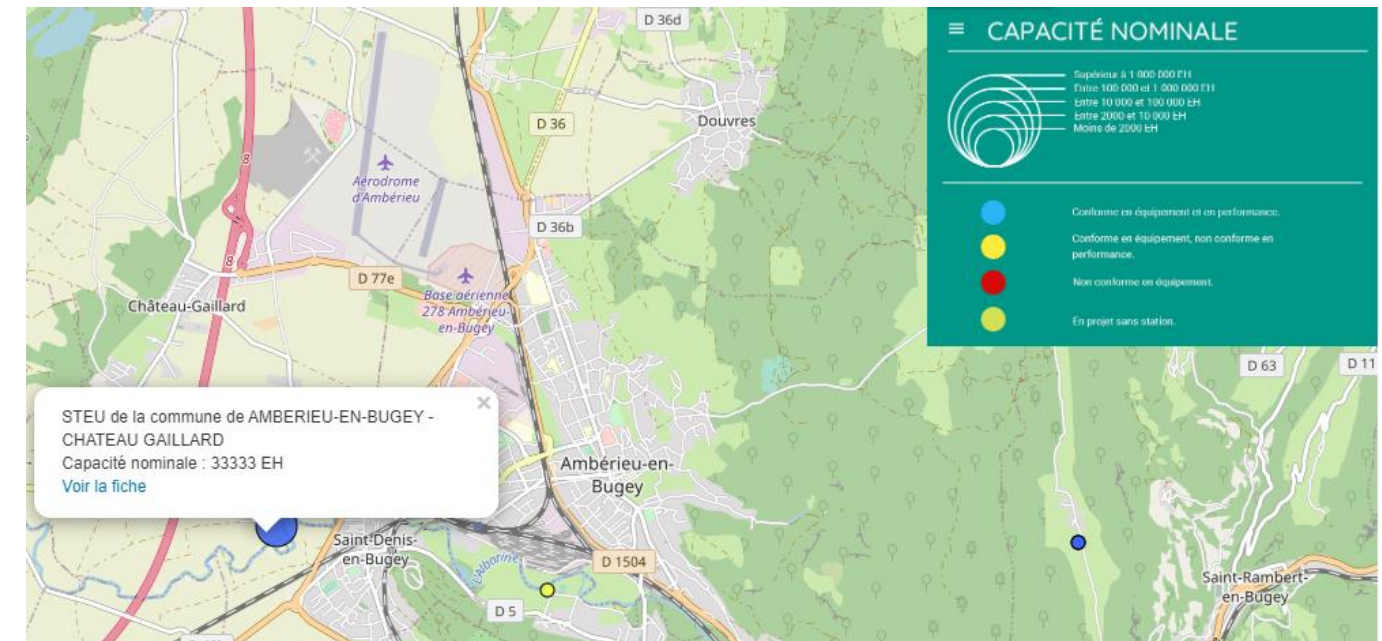 D 36d
≡ CAPACITÉ NOMINALE
Supérieur à 1 000 000 EH
Entre 100 000 et 1 000 000 EH
Entre 10 000 et 100 000 EH
Entre 2000 et 10 000 EH
Moins de 2000 EH
D 36
Douvres
Aérodrome
d'Ambérieu
8
D 36b
Conforme en équipement et en performance.
Conforme en équipement, non conforme en
performance.
Non conforme en équipement.
En projet sans station.
8
D 77e
Château-Gaillard
Base aérienne
278 Ambérieu-
en-Bugey
D 63
D 11
STEU de la commune de AMBERIEU-EN-BUGEY -
CHATEAU GAILLARD
Capacité nominale : 33333 EH
Voir la fiche
×
Ambérieu-en-
Bugey
Saint-Denis-
en-Bugey
L'Albarine
D 1504
D 5
Saint-Rambert-
en-Bugey